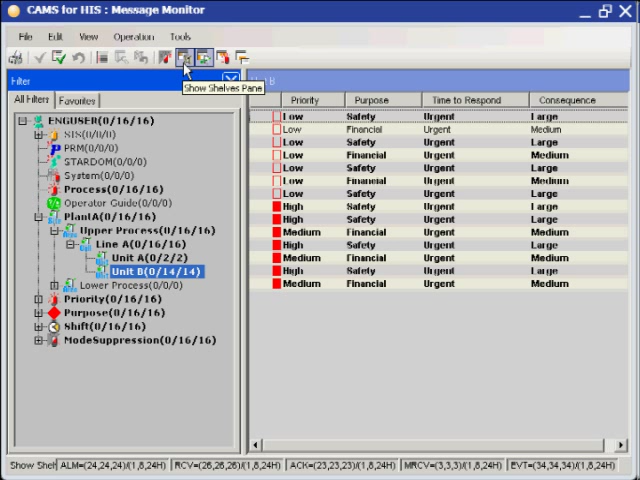 CAMS for HIS : Message Monitor
File Edit View Operation Tools
Filter
Unit B
Show Shelves Pane
All Filters Favorites
Priority Purpose Time to Respond Consequence
ENGUSER(0/16/16)
SIS(0/0/0)
PRM(0/0/0)
STARDOM(0/0/0)
System(0/0/0)
Process(0/16/16)
Operator Guide(0/0/0)
PlantA(0/16/16)
Upper Process(0/16/16)
Line A(0/16/16)
Unit A(0/2/2)
Unit B(0/14/14)
Lower Process(0/0/0)
Priority(0/16/16)
Purpose(0/16/16)
Shift(0/16/16)
ModeSuppression(0/16/16)
Low Safety Urgent Large
Low Financial Urgent Medium
Low Safety Urgent Large
Low Financial Urgent Medium
Low Safety Urgent Large
Low Financial Urgent Medium
Low Safety Urgent Large
High Safety Urgent Large
High Safety Urgent Large
Medium Financial Urgent Medium
High Safety Urgent Large
Medium Financial Urgent Medium
High Safety Urgent Large
Medium Financial Urgent Medium
Show Shel ALM=(24,24,24)/(1,8,24H) RCV=(26,26,26)/(1,8,24H) ACK=(23,23,23)/(1,8,24H) MRCV=(3,3,3)/(1,8,24H) EVT=(34,34,34)/(1,8,24H)